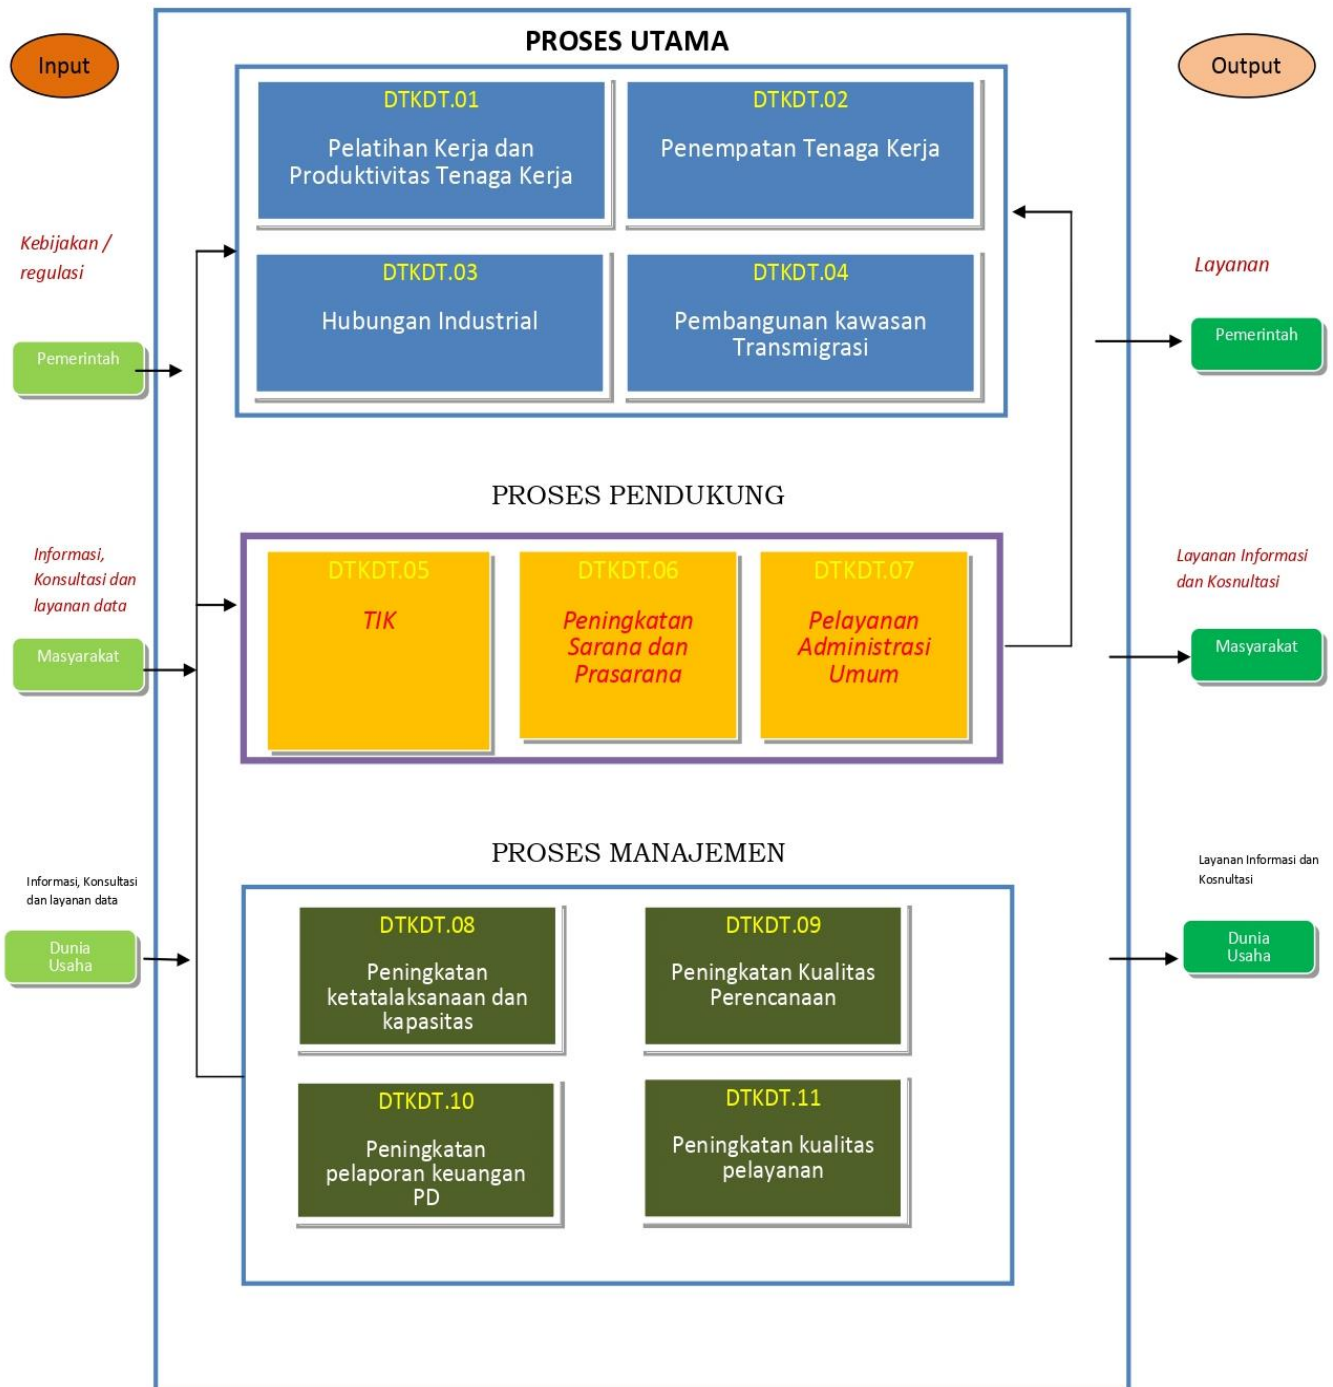 Input
PROSES UTAMA
Output
DTKDT.01
Pelatihan Kerja dan
Produktivitas Tenaga Kerja
DTKDT.02
Penempatan Tenaga Kerja
DTKDT.03
Hubungan Industrial
DTKDT.04
Pembangunan kawasan
Transmigrasi
Kebijakan /
regulasi
Pemerintah
Layanan
Pemerintah
PROSES PENDUKUNG
Informasi,
Konsultasi dan
layanan data
Masyarakat
DTKDT.05
TIK
DTKDT.06
Peningkatan
Sarana dan
Prasarana
DTKDT.07
Pelayanan
Administrasi
Umum
Layanan Informasi
dan Kosnultasi
Masyarakat
PROSES MANAJEMEN
Informasi, Konsultasi
dan layanan data
Dunia
Usaha
DTKDT.08
Peningkatan
ketatalaksanaan dan
kapasitas
DTKDT.09
Peningkatan Kualitas
Perencanaan
DTKDT.10
Peningkatan
pelaporan keuangan
PD
DTKDT.11
Peningkatan kualitas
pelayanan
Layanan Informasi dan
Kosnultasi
Dunia
Usaha